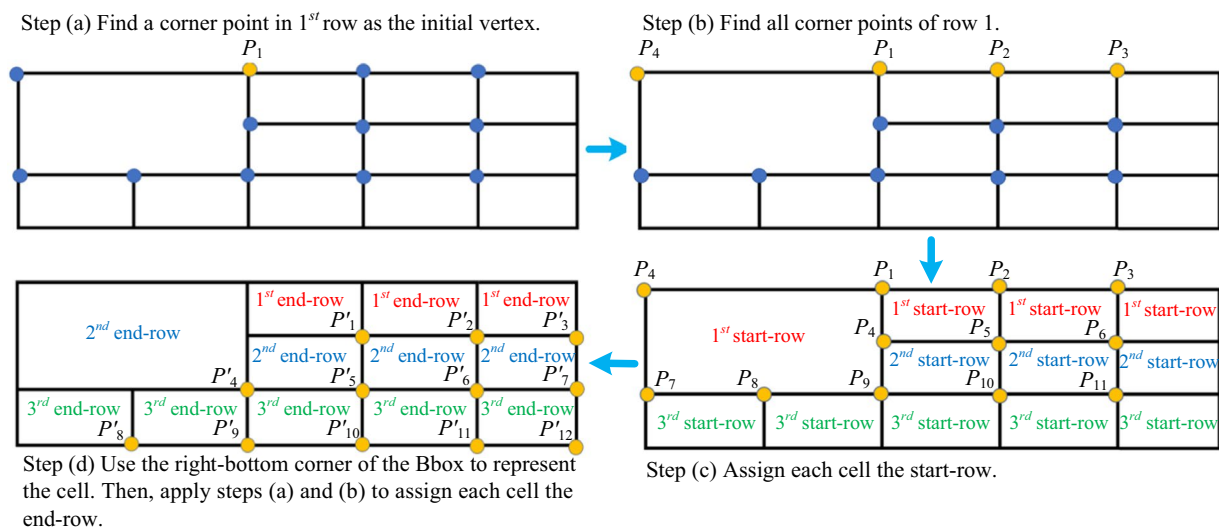 Step (a) Find a corner point in 1st row as the initial vertex.
P1
Step (b) Find all corner points of row 1.
P4 P1 P2 P3
P4 P1 P2 P3
1st start-row 1st start-row 1st start-row
1st start-row
P4 P5 P6
2nd start-row 2nd start-row 2nd start-row
P7 P8 P9 P10 P11
3rd start-row 3rd start-row 3rd start-row 3rd start-row 3rd start-row
Step (c) Assign each cell the start-row.
1st end-row 1st end-row 1st end-row
P'1 P'2 P'3
2nd end-row
2nd end-row 2nd end-row 2nd end-row
P'4 P'5 P'6 P'7
3rd end-row 3rd end-row 3rd end-row 3rd end-row 3rd end-row
P'8 P'9 P'10 P'11 P'12
Step (d) Use the right-bottom corner of the Bbox to represent
the cell. Then, apply steps (a) and (b) to assign each cell the
end-row.